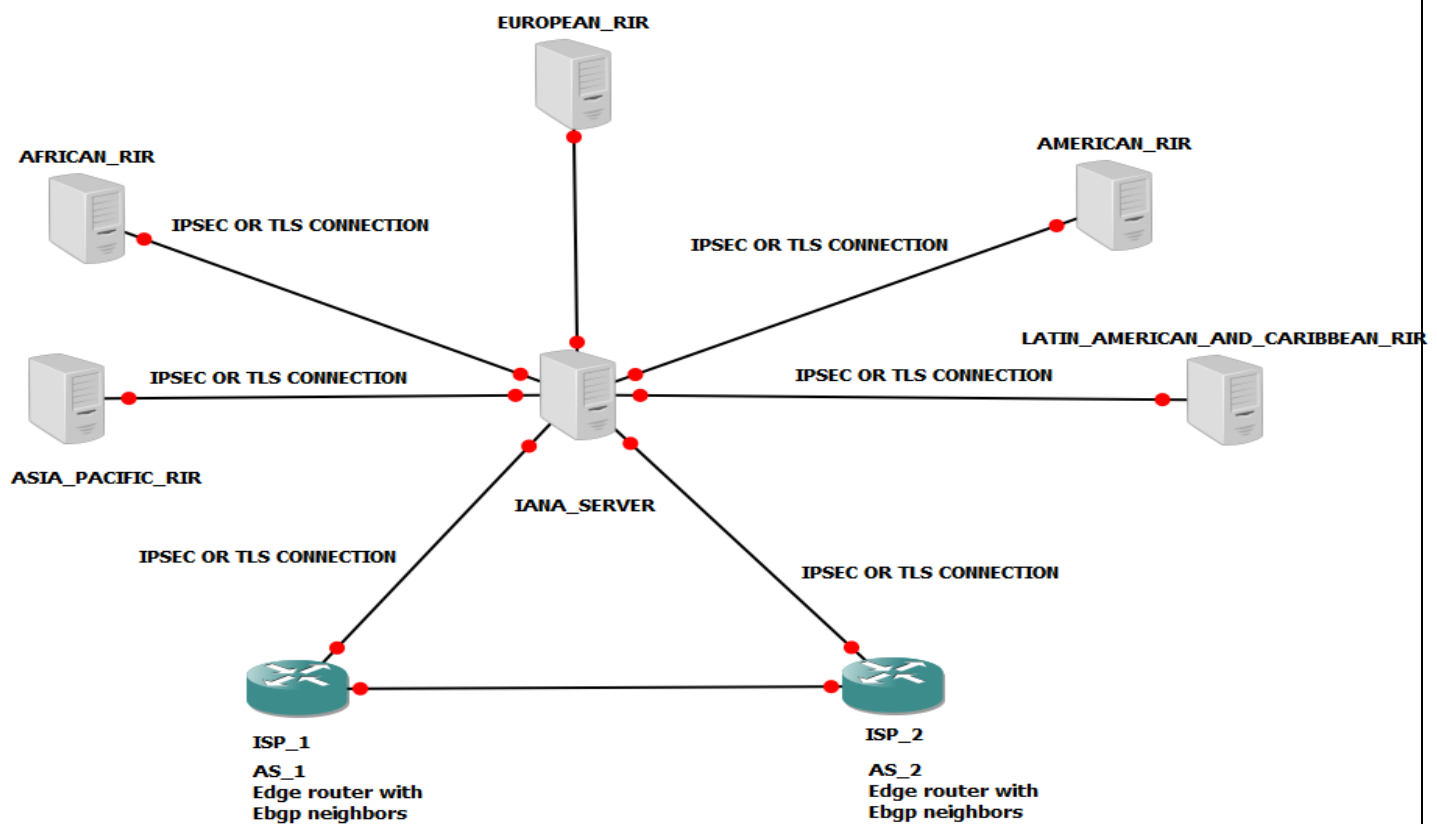 EUROPEAN_RIR
AMERICAN_RIR
AFRICAN_RIR
IPSEC OR TLS CONNECTION
IPSEC OR TLS CONNECTION
LATIN_AMERICAN_AND_CARIBBEAN_RIR
IPSEC OR TLS CONNECTION
IPSEC OR TLS CONNECTION
ASIA_PACIFIC_RIR
IANA_SERVER
IPSEC OR TLS CONNECTION
IPSEC OR TLS CONNECTION
ISP_1
AS_1
Edge router with
Ebgp neighbors
ISP_2
AS_2
Edge router with
Ebgp neighbors